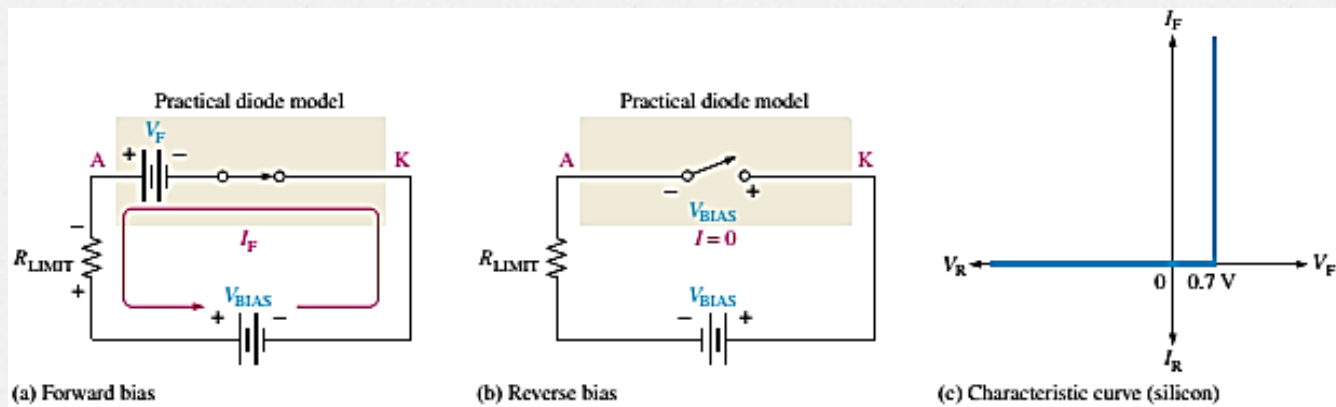 Practical diode model
V_F
A + − K
I_F
−
R_LIMIT
+
V_BIAS
+ −
(a) Forward bias
Practical diode model
A K
− +
V_BIAS
I = 0
R_LIMIT
V_BIAS
− +
(b) Reverse bias
I_F
V_R V_F
0 0.7 V
I_R
(c) Characteristic curve (silicon)